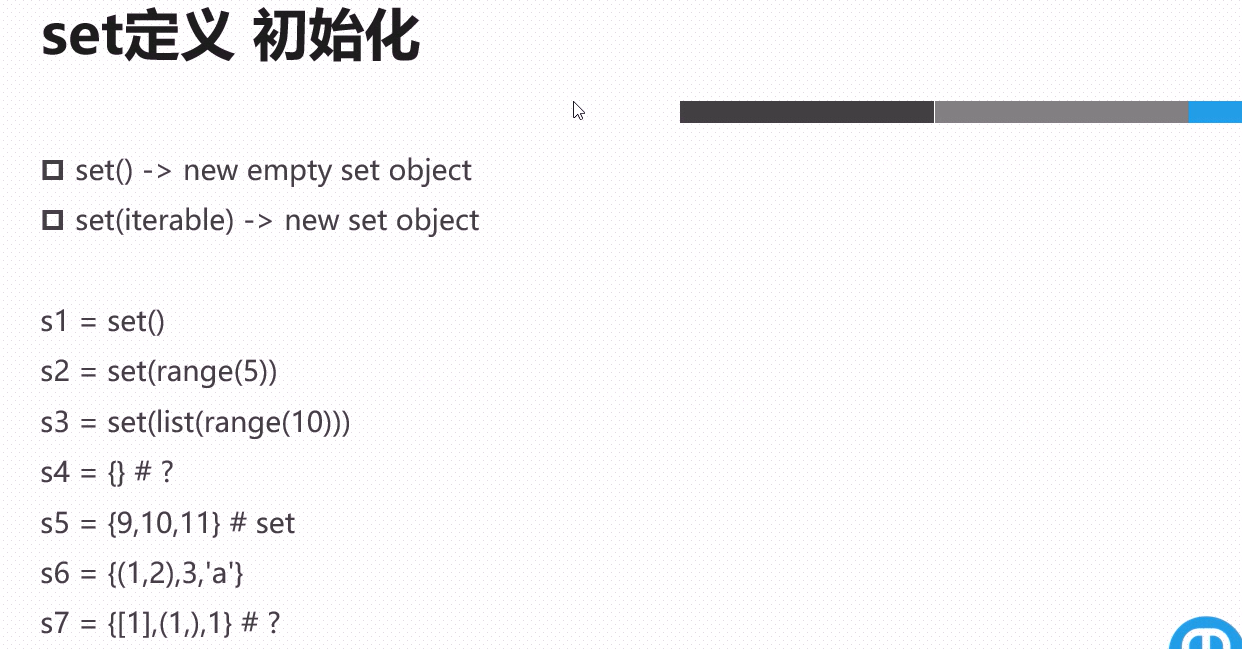 set定义 初始化
set() -> new empty set object
set(iterable) -> new set object
s1 = set()
s2 = set(range(5))
s3 = set(list(range(10)))
s4 = {} # ?
s5 = {9,10,11} # set
s6 = {(1,2),3,'a'}
s7 = {[1],(1,),1} # ?